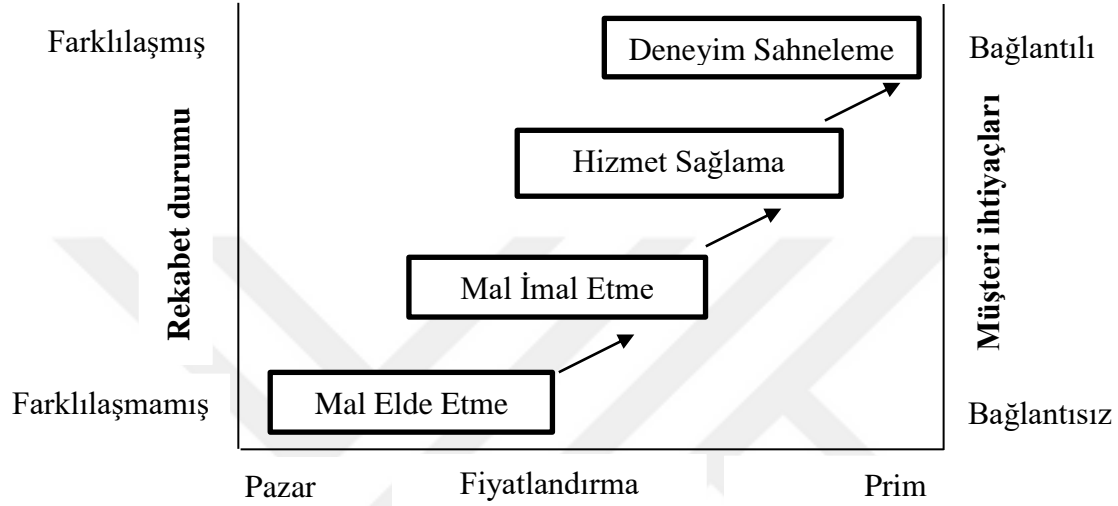 Farklılaşmış
Deneyim Sahneleme
Bağlantılı
Rekabet durumu
Hizmet Sağlama
Müşteri ihtiyaçları
Mal İmal Etme
Farklılaşmamış
Mal Elde Etme
Bağlantısız
Pazar
Fiyatlandırma
Prim